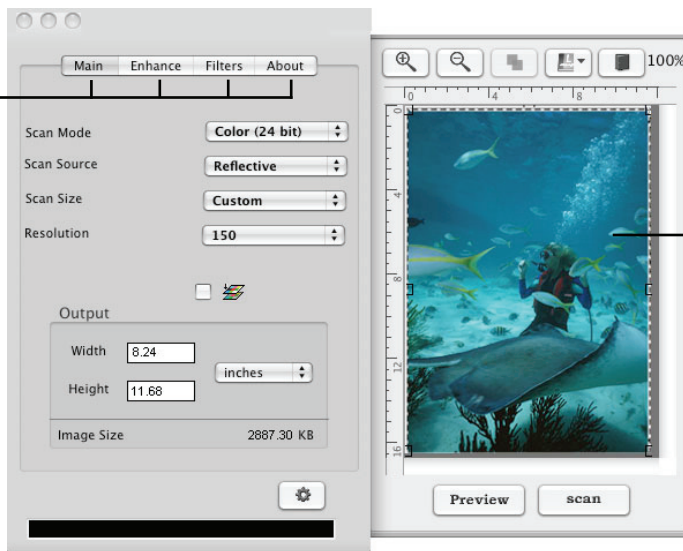 Main Enhance Filters About
Scan Mode Color (24 bit)
Scan Source Reflective
Scan Size Custom
Resolution 150
Output
Width 8.24
inches
Height 11.68
Image Size 2887.30 KB
100%
0 4 8
0
4
8
12
16
Preview scan